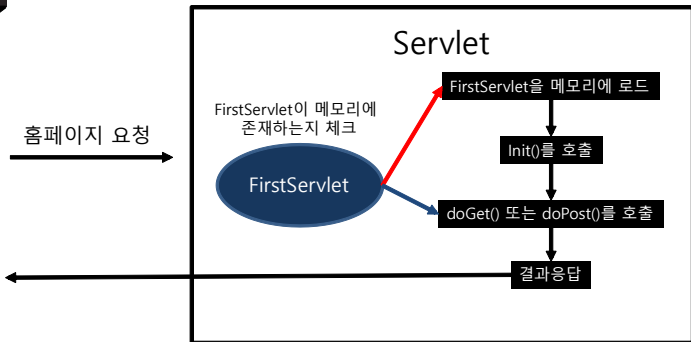 Servlet
FirstServlet을 메모리에 로드
FirstServlet이 메모리에
존재하는지 체크
홈페이지 요청
Init()를 호출
FirstServlet
doGet() 또는 doPost()를 호출
결과응답